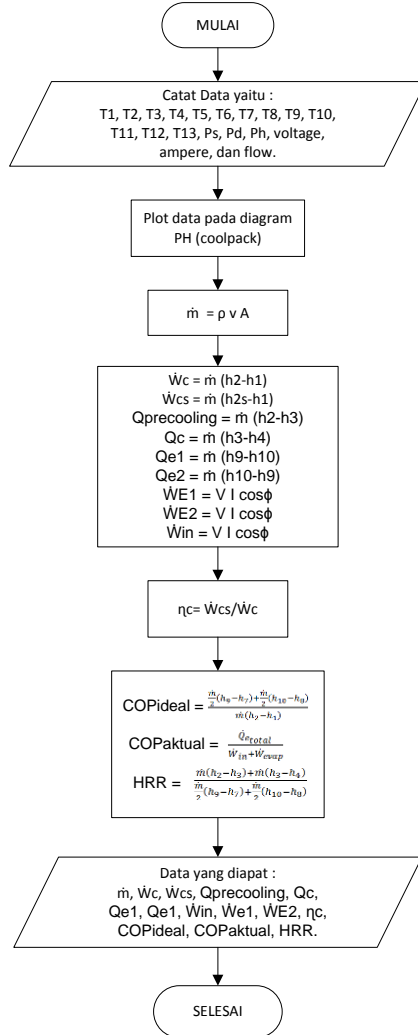 MULAI
Catat Data yaitu :
T1, T2, T3, T4, T5, T6, T7, T8, T9, T10,
T11, T12, T13, Ps, Pd, Ph, voltage,
ampere, dan flow.
Plot data pada diagram
PH (coolpack)
ṁ = ρ v A
Ẇc = ṁ (h2-h1)
Ẇcs = ṁ (h2s-h1)
Qprecooling = ṁ (h2-h3)
Qc = ṁ (h3-h4)
Qe1 = ṁ (h9-h10)
Qe2 = ṁ (h10-h9)
ẆE1 = V I cosϕ
ẆE2 = V I cosϕ
Ẇin = V I cosϕ
ηc= Ẇcs/Ẇc
COPideal = (ṁ/2(h₉−h₇)+ṁ/2(h₁₀−h₈))/(ṁ(h₂−h₁))
COPaktual = Q̇e total/(Ẇin+Ẇevap)
HRR = (ṁ(h₂−h₃)+ṁ(h₃−h₄))/(ṁ/2(h₉−h₇)+ṁ/2(h₁₀−h₈))
Data yang diapat :
ṁ, Ẇc, Ẇcs, Qprecooling, Qc,
Qe1, Qe1, Ẇin, Ẇe1, ẆE2, ηc,
COPideal, COPaktual, HRR.
SELESAI